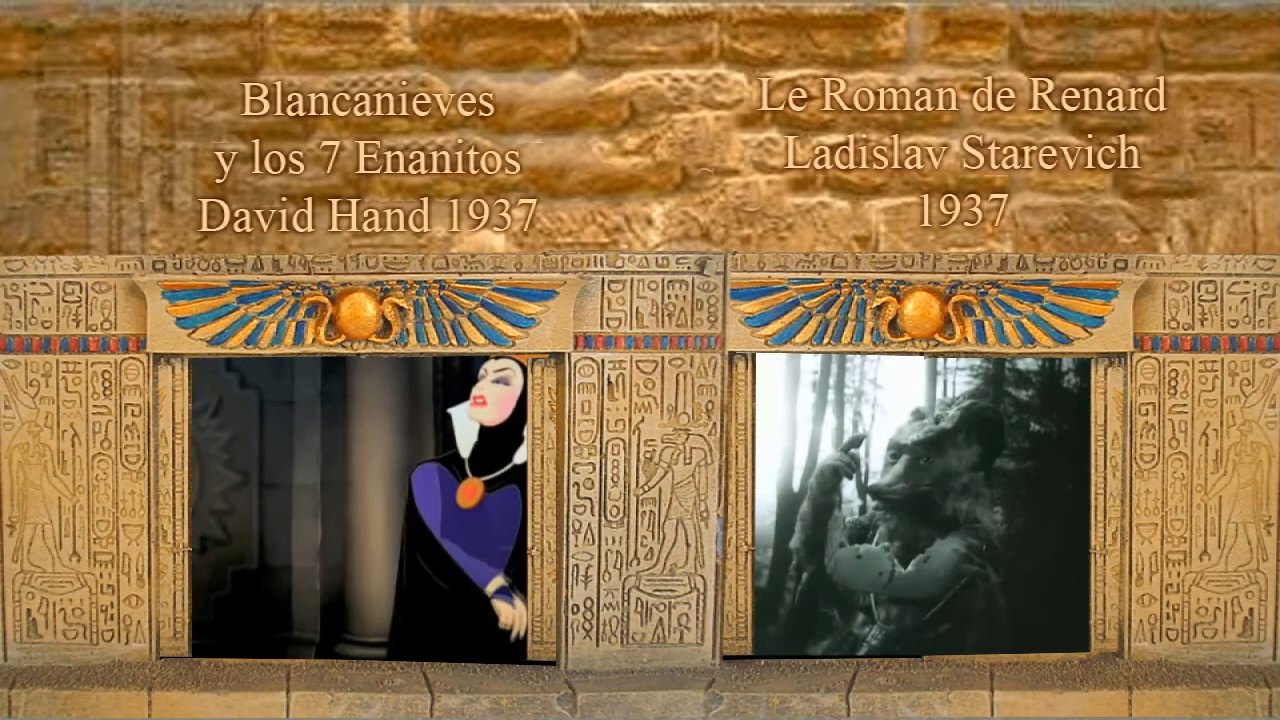 Blancanieves
y los 7 Enanitos
David Hand 1937
Le Roman de Renard
Ladislav Starevich
1937